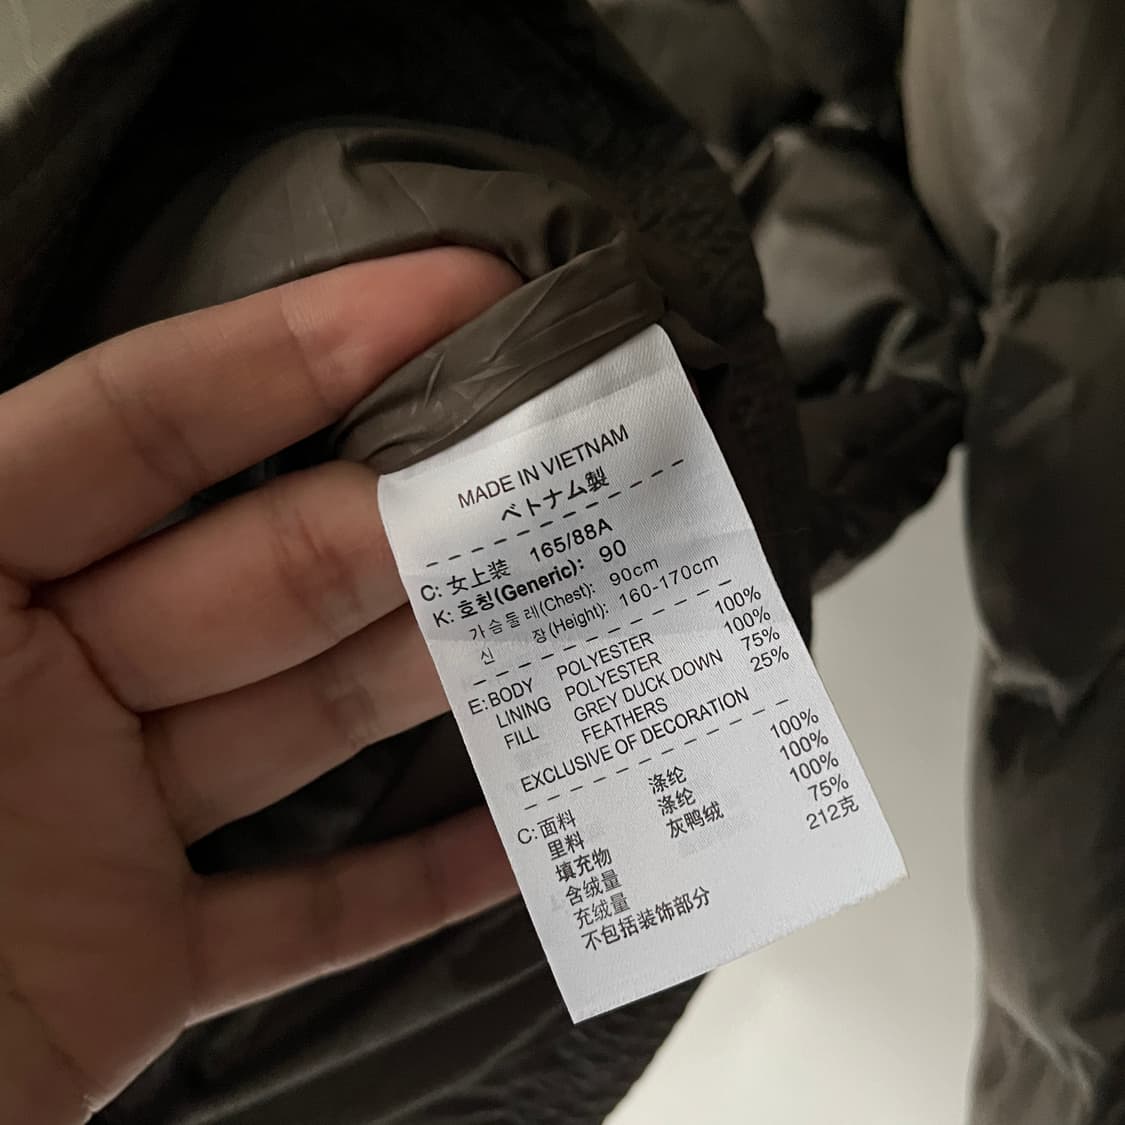 MADE IN VIETNAM
ベトナム製
C: 女上装 165/88A
K: 호칭(Generic): 90
가슴둘레(Chest): 90cm
신 장(Height): 160-170cm
E: BODY POLYESTER 100%
LINING POLYESTER 100%
FILL GREY DUCK DOWN 75%
FEATHERS 25%
EXCLUSIVE OF DECORATION
C: 面料 涤纶 100%
里料 涤纶 100%
填充物 灰鸭绒 100%
含绒量 75%
充绒量 212克
不包括装饰部分